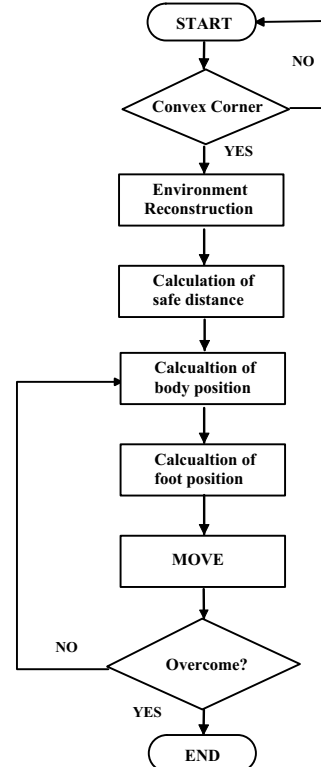 START
NO
Convex Corner
YES
Environment
Reconstruction
Calculation of
safe distance
Calcualtion of
body position
Calcualtion of
foot position
MOVE
Overcome?
NO
YES
END